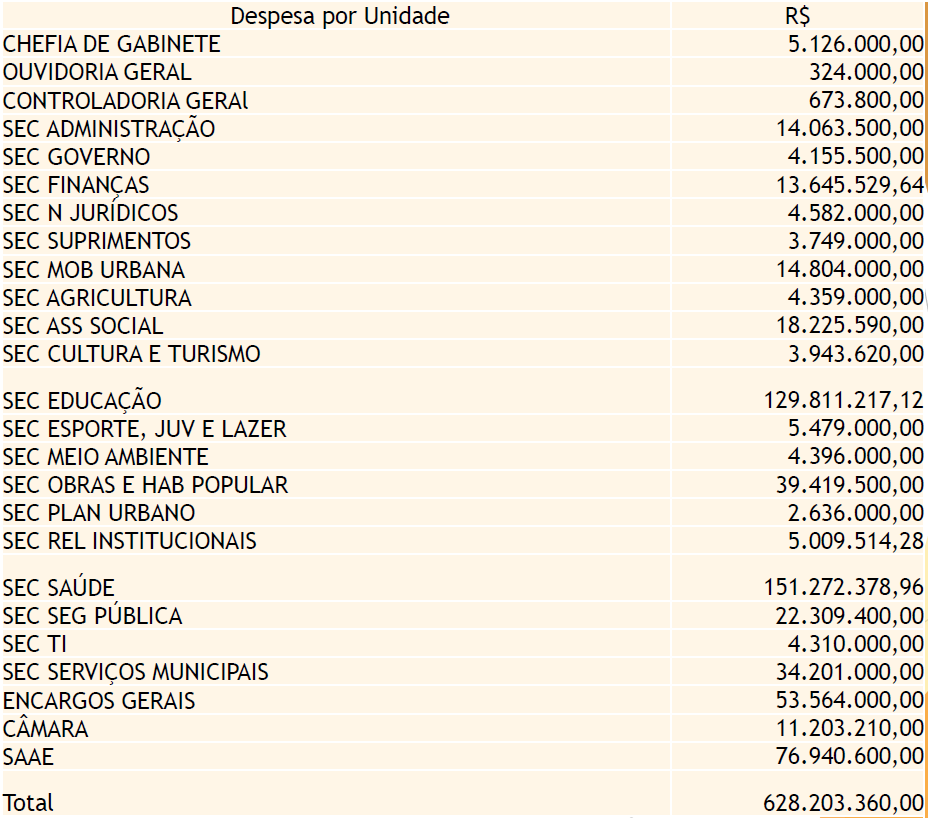 Despesa por Unidade R$
CHEFIA DE GABINETE 5.126.000,00
OUVIDORIA GERAL 324.000,00
CONTROLADORIA GERAl 673.800,00
SEC ADMINISTRAÇÃO 14.063.500,00
SEC GOVERNO 4.155.500,00
SEC FINANÇAS 13.645.529,64
SEC N JURÍDICOS 4.582.000,00
SEC SUPRIMENTOS 3.749.000,00
SEC MOB URBANA 14.804.000,00
SEC AGRICULTURA 4.359.000,00
SEC ASS SOCIAL 18.225.590,00
SEC CULTURA E TURISMO 3.943.620,00
SEC EDUCAÇÃO 129.811.217,12
SEC ESPORTE, JUV E LAZER 5.479.000,00
SEC MEIO AMBIENTE 4.396.000,00
SEC OBRAS E HAB POPULAR 39.419.500,00
SEC PLAN URBANO 2.636.000,00
SEC REL INSTITUCIONAIS 5.009.514,28
SEC SAÚDE 151.272.378,96
SEC SEG PÚBLICA 22.309.400,00
SEC TI 4.310.000,00
SEC SERVIÇOS MUNICIPAIS 34.201.000,00
ENCARGOS GERAIS 53.564.000,00
CÂMARA 11.203.210,00
SAAE 76.940.600,00
Total 628.203.360,00